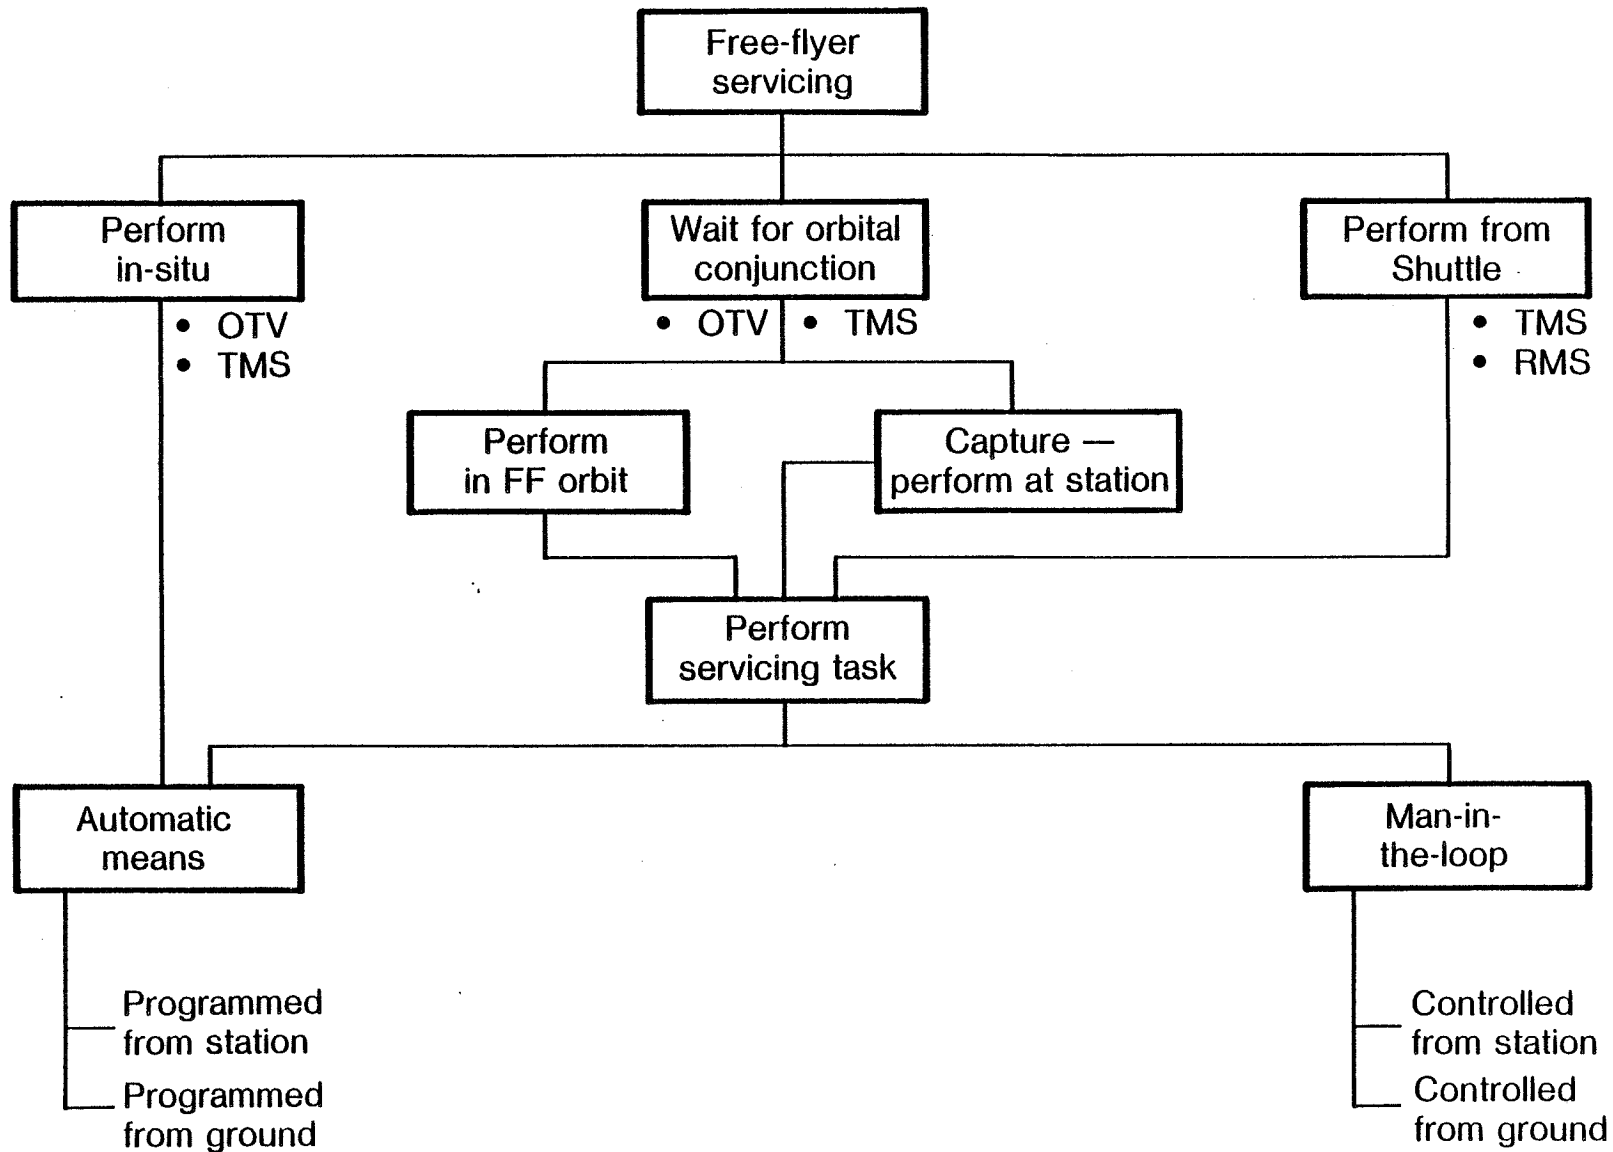 Free-flyer
servicing
Perform
in-situ
Wait for orbital
conjunction
Perform from
Shuttle
• OTV
• TMS
• OTV • TMS
• TMS
• RMS
Perform
in FF orbit
Capture —
perform at station
Perform
servicing task
Automatic
means
Man-in-
the-loop
Programmed
from station
Programmed
from ground
Controlled
from station
Controlled
from ground